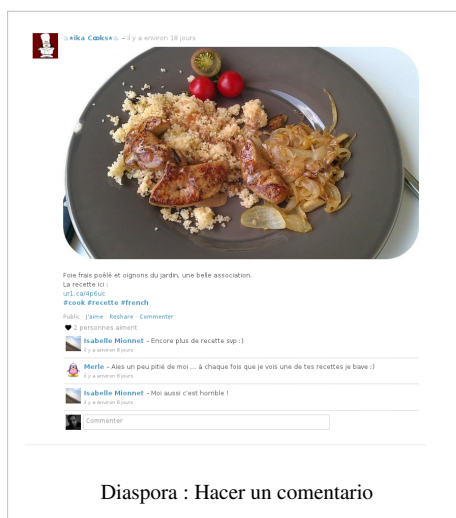 ☼★ika Cooks★♨ – il y a environ 18 jours
Foie frais poêlé et oignons du jardin, une belle association.
La recette ici :
ur1.ca/4p6uc
#cook #recette #french
Public · J'aime · Reshare · Commenter
2 personnes aiment
Isabelle Mionnet – Encore plus de recette svp :)
il y a environ 8 jours
Merle – Aies un peu pitié de moi ... à chaque fois que je vois une de tes recettes je bave :)
il y a environ 8 jours
Isabelle Mionnet – Moi aussi c'est horrible !
il y a environ 8 jours
Commenter
Diaspora : Hacer un comentario